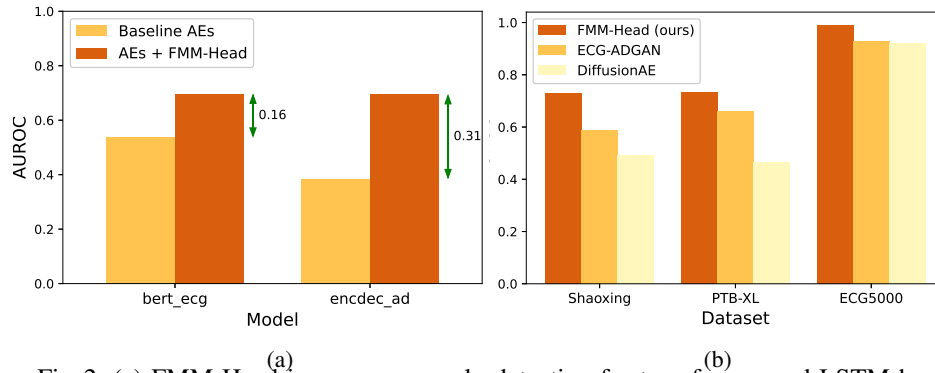 Baseline AEs
AEs + FMM-Head
AUROC
1.0
0.8
0.6
0.4
0.2
0.0
0.16
0.31
bert_ecg
encdec_ad
Model
(a)
FMM-Head (ours)
ECG-ADGAN
DiffusionAE
1.0
0.8
0.6
0.4
0.2
0.0
Shaoxing
PTB-XL
ECG5000
Dataset
(b)